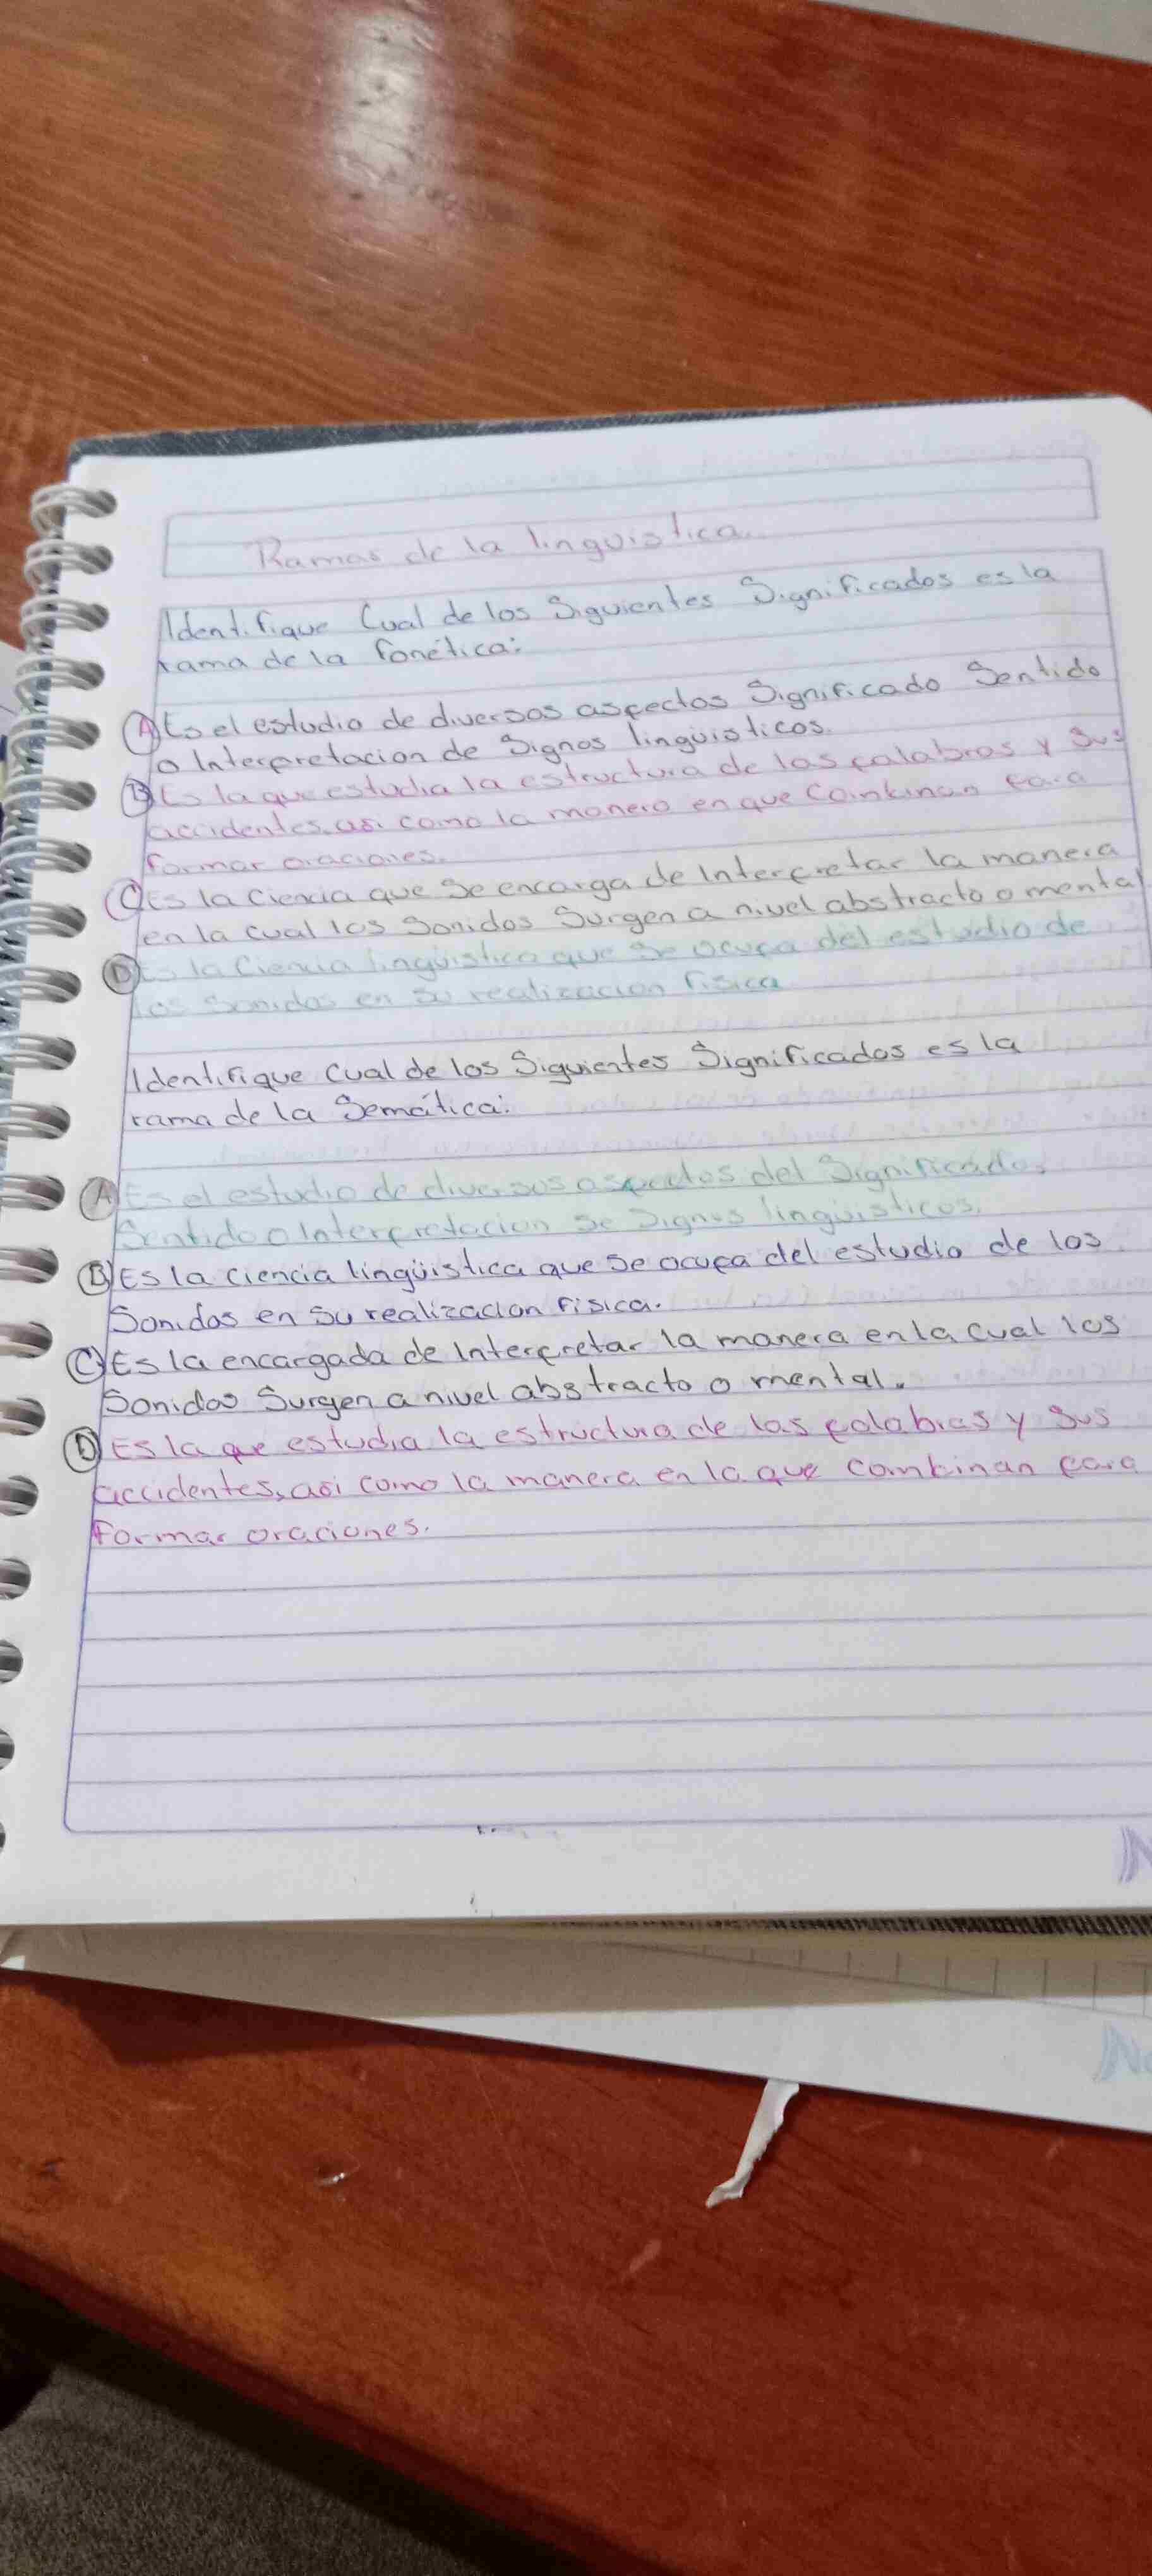 Ramas de la linguistica.
Identifique Cual de los Siguientes Significados es la
rama de la fonética:
A) Es el estudio de diversos aspectos Significado Sentido
o Interpretacion de Signos lingüisticos.
B) Es la que estudia la estructura de las palabras y sus
accidentes, asi como la manera en que Coinbinan para
formar oraciones.
C) Es la Ciencia que Se encarga de Interpretar la manera
en la cual los Sonidos Surgen a nivel abstracto o mental
D) Es la Ciencia lingüistica que Se ocupa del estudio de
los Sonidos en su realizacion física
Identifique Cual de los Siguientes Significados es la
rama de la Semática:
A) Es el estudio de diversos aspectos del Significado,
Sentido o Interpretacion Se Signos lingüisticos.
B) Es la Ciencia lingüistica que Se ocupa del estudio de los
Sonidos en Su realizacion física.
C) Es la encargada de Interpretar la manera en la Cual los
Sonidos Surgen a nivel abstracto o mental.
D) Es la que estudia la estructura de las palabras y sus
accidentes, asi como la manera en la que Combinan para
formar oraciones.